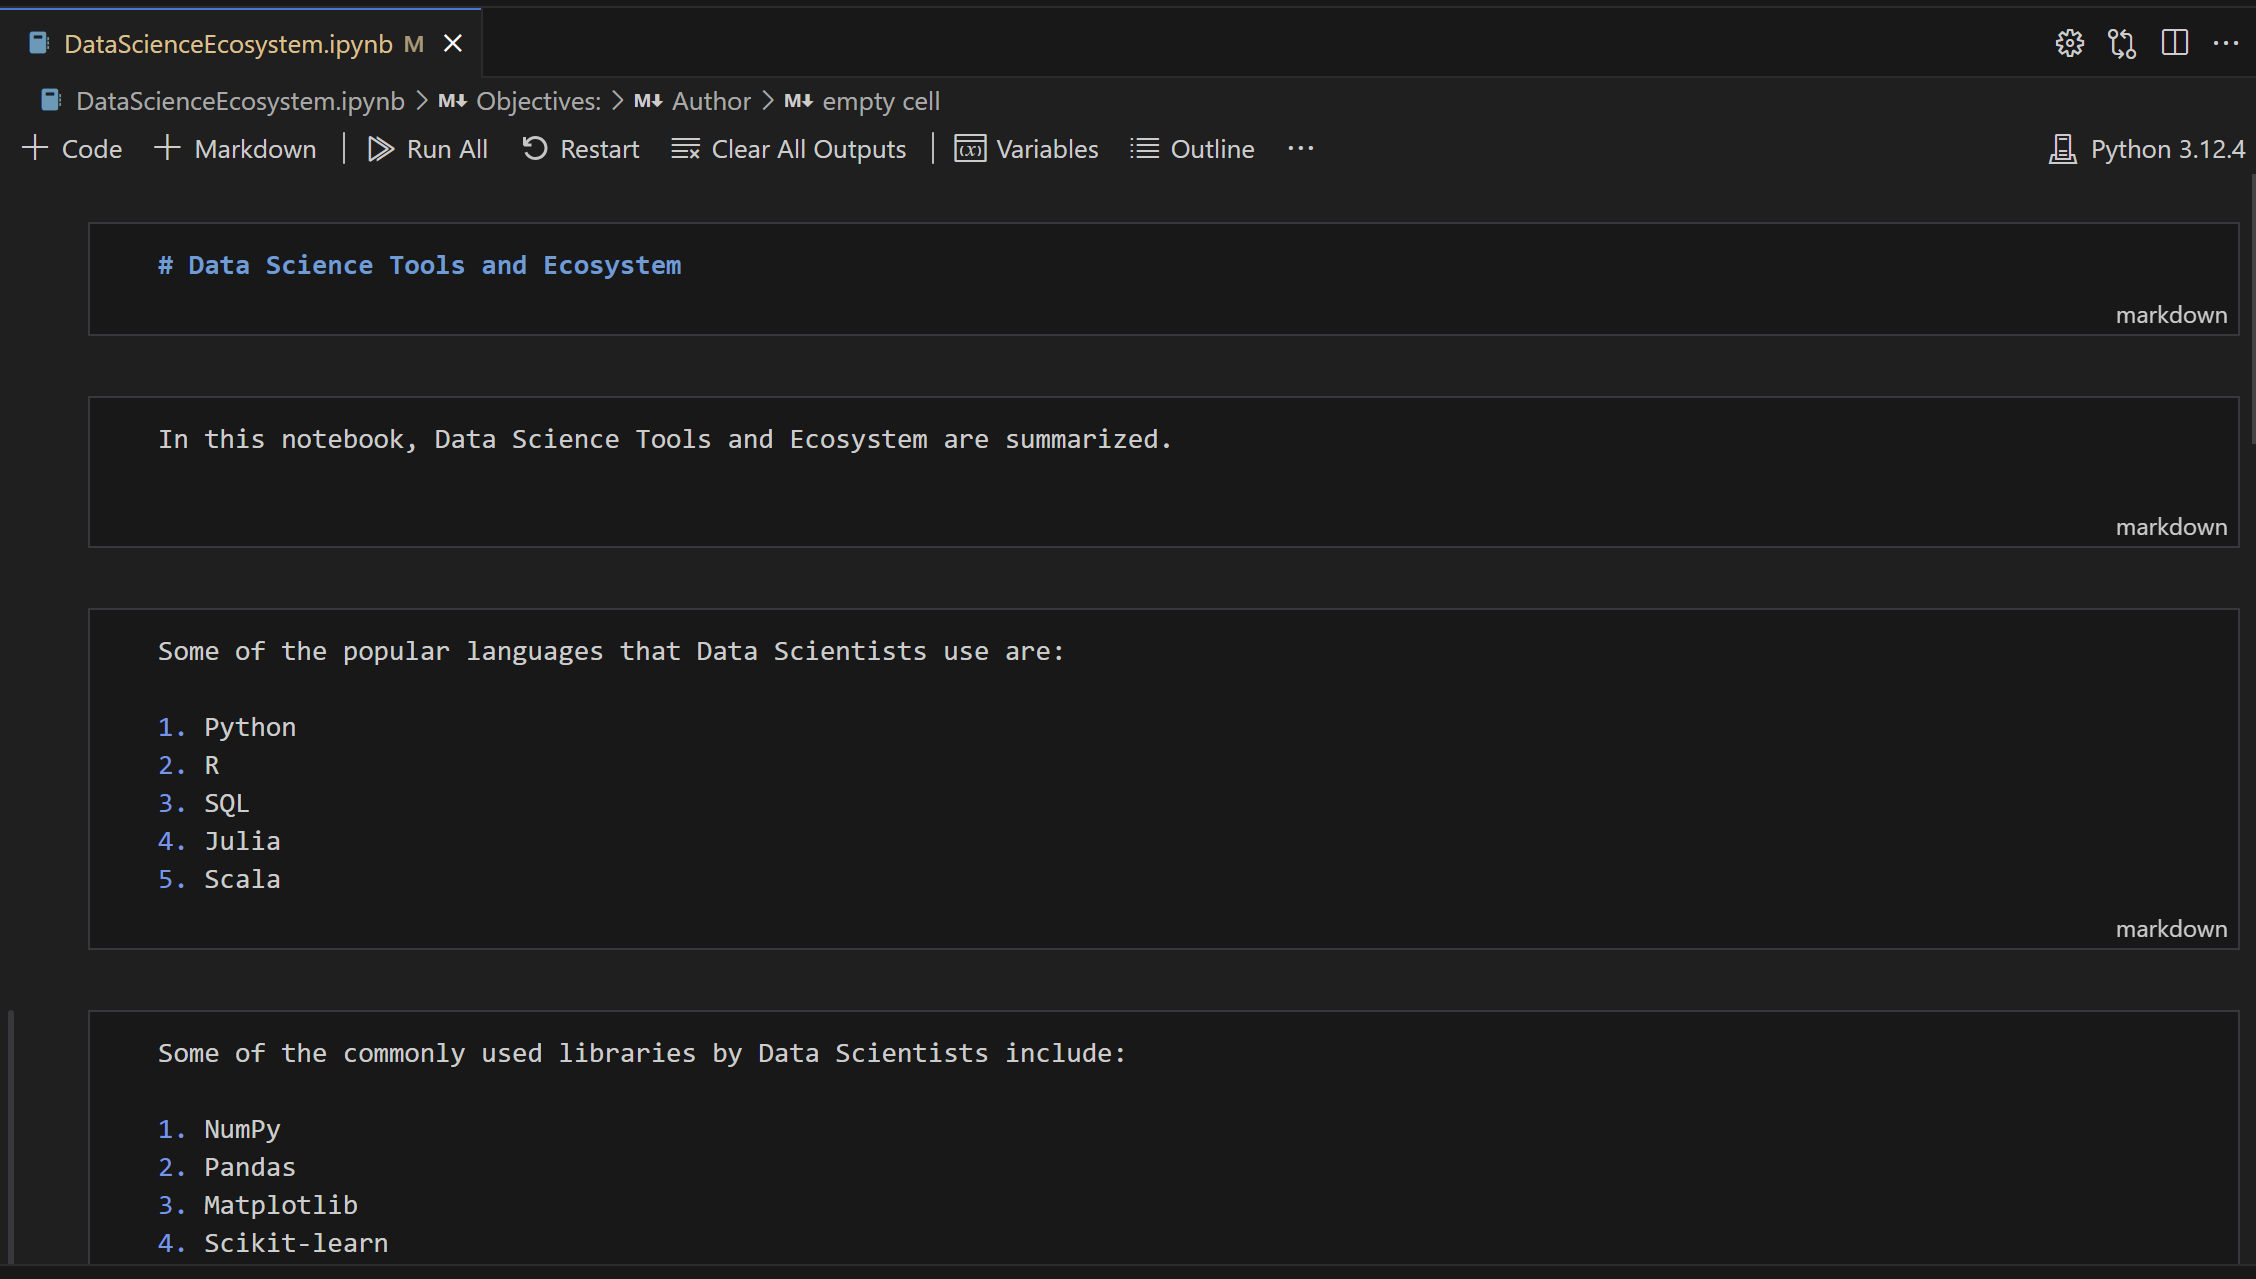 DataScienceEcosystem.ipynb M
DataScienceEcosystem.ipynb > M↓ Objectives: > M↓ Author > M↓ empty cell
+ Code + Markdown | Run All Restart Clear All Outputs | (x) Variables Outline ... Python 3.12.4
# Data Science Tools and Ecosystem
markdown
In this notebook, Data Science Tools and Ecosystem are summarized.
markdown
Some of the popular languages that Data Scientists use are:
1. Python
2. R
3. SQL
4. Julia
5. Scala
markdown
Some of the commonly used libraries by Data Scientists include:
1. NumPy
2. Pandas
3. Matplotlib
4. Scikit-learn